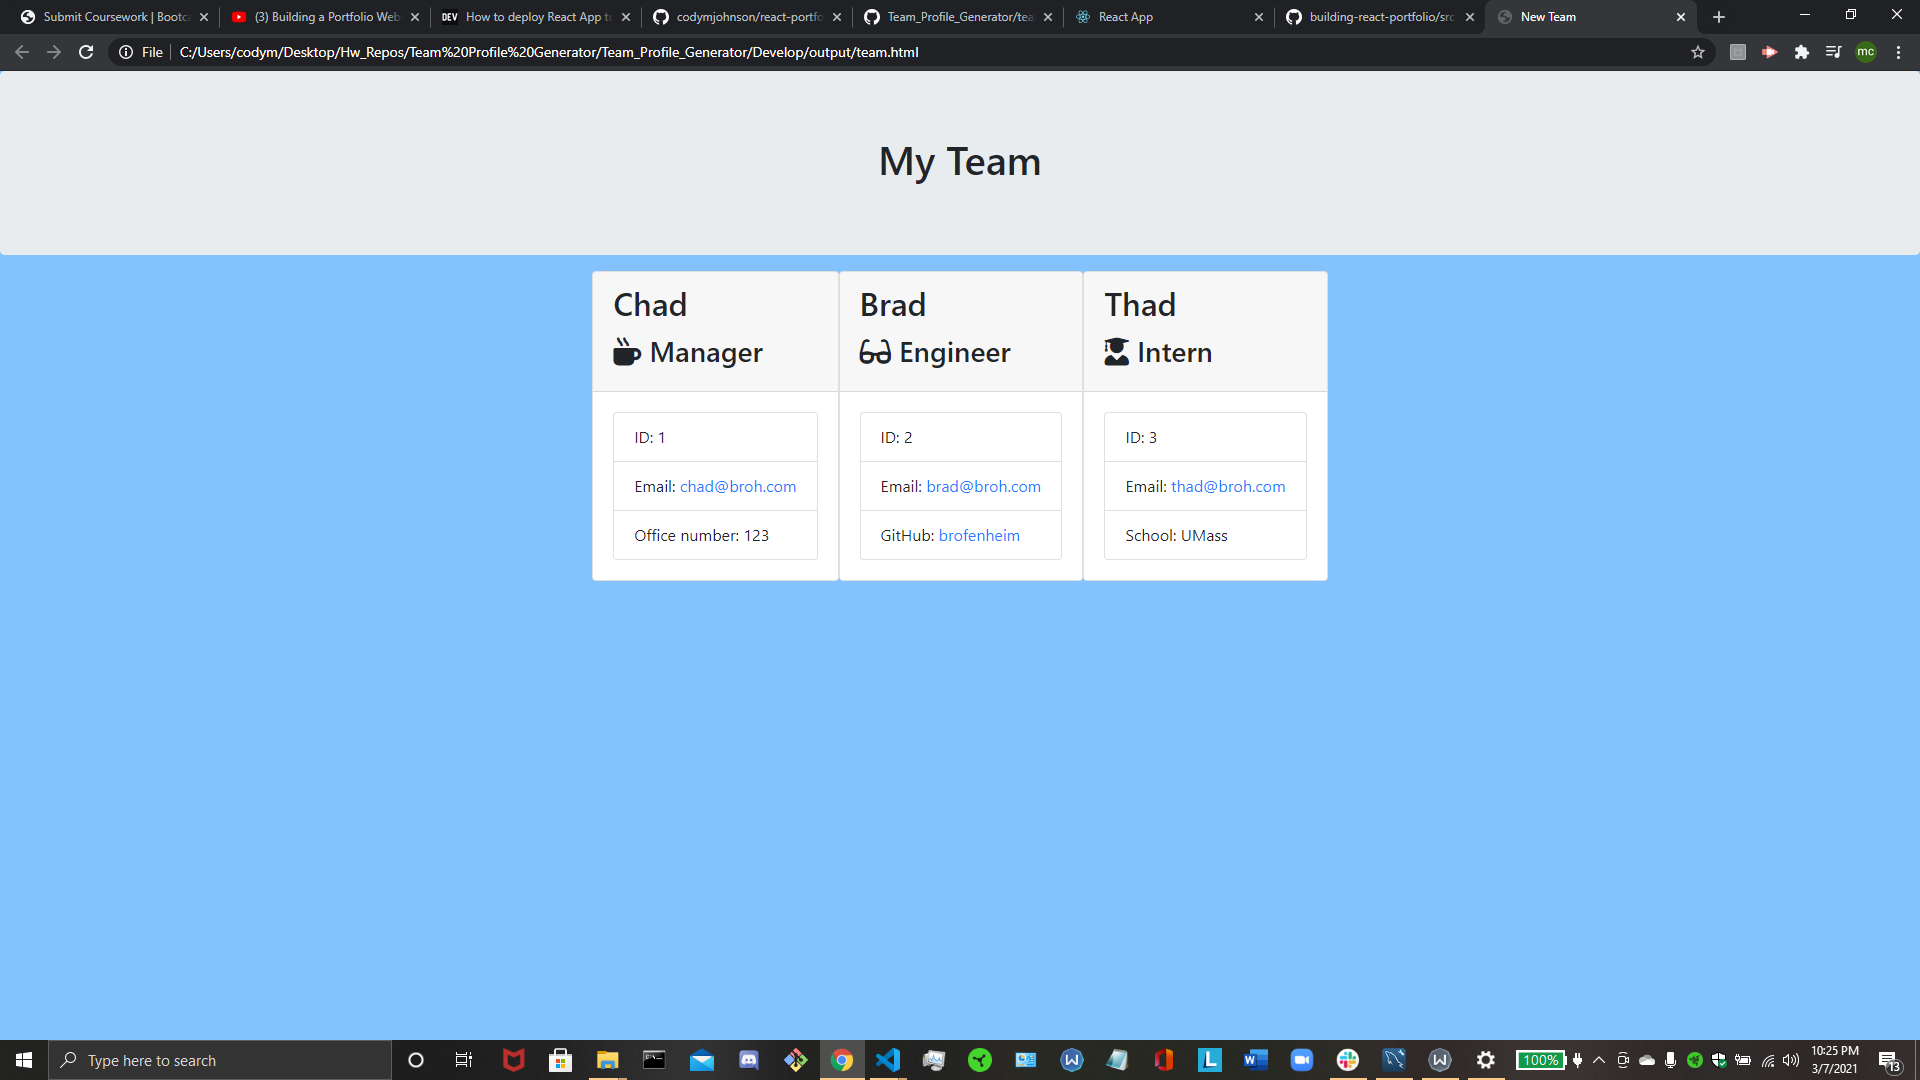 Submit Coursework | Bootc
(3) Building a Portfolio Web
DEV How to deploy React App to
codymjohnson/react-portfo
Team_Profile_Generator/tea
React App
building-react-portfolio/src
New Team
File C:/Users/codym/Desktop/Hw_Repos/Team%20Profile%20Generator/Team_Profile_Generator/Develop/output/team.html
mc
My Team
Chad
Manager
ID: 1
Email: chad@broh.com
Office number: 123
Brad
Engineer
ID: 2
Email: brad@broh.com
GitHub: brofenheim
Thad
Intern
ID: 3
Email: thad@broh.com
School: UMass
Type here to search
100%
10:25 PM
3/7/2021
13